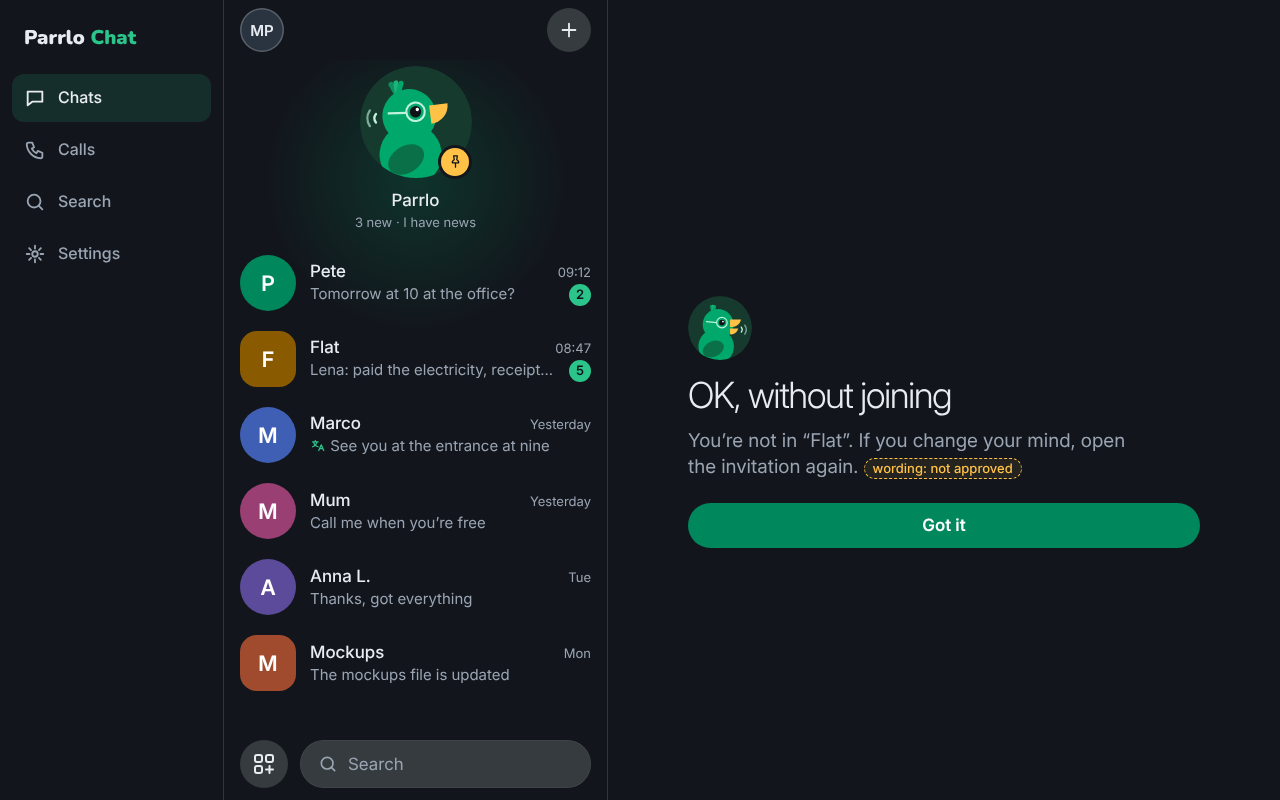 Parrlo Chat
Chats
Calls
Search
Settings
MP
Parrlo
3 new · I have news
P
Pete
09:12
Tomorrow at 10 at the office?
2
F
Flat
08:47
Lena: paid the electricity, receipt...
5
M
Marco
Yesterday
See you at the entrance at nine
M
Mum
Yesterday
Call me when you’re free
A
Anna L.
Tue
Thanks, got everything
M
Mockups
Mon
The mockups file is updated
Search
OK, without joining
You’re not in “Flat”. If you change your mind, open
the invitation again. wording: not approved
Got it